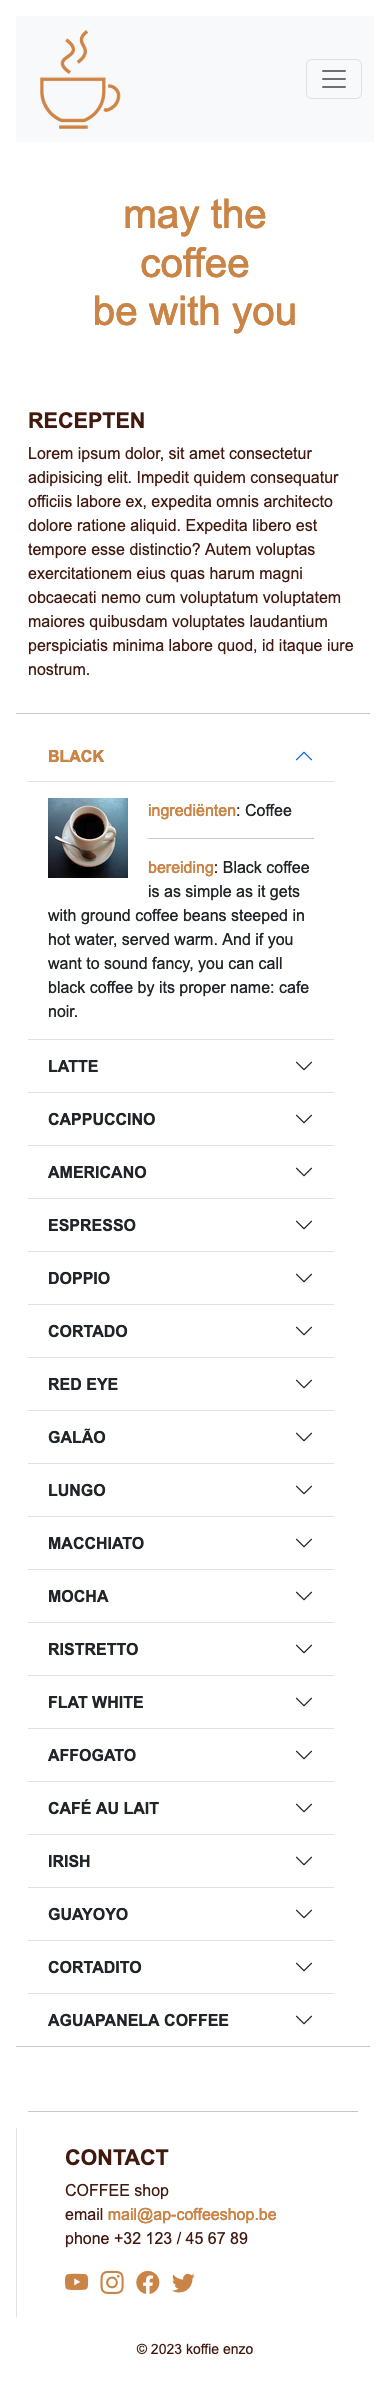 may the
coffee
be with you
RECEPTEN
Lorem ipsum dolor, sit amet consectetur
adipisicing elit. Impedit quidem consequatur
officiis labore ex, expedita omnis architecto
dolore ratione aliquid. Expedita libero est
tempore esse distinctio? Autem voluptas
exercitationem eius quas harum magni
obcaecati nemo cum voluptatum voluptatem
maiores quibusdam voluptates laudantium
perspiciatis minima labore quod, id itaque iure
nostrum.
BLACK
ingrediënten: Coffee
bereiding: Black coffee
is as simple as it gets
with ground coffee beans steeped in
hot water, served warm. And if you
want to sound fancy, you can call
black coffee by its proper name: cafe
noir.
LATTE
CAPPUCCINO
AMERICANO
ESPRESSO
DOPPIO
CORTADO
RED EYE
GALÃO
LUNGO
MACCHIATO
MOCHA
RISTRETTO
FLAT WHITE
AFFOGATO
CAFÉ AU LAIT
IRISH
GUAYOYO
CORTADITO
AGUAPANELA COFFEE
CONTACT
COFFEE shop
email mail@ap-coffeeshop.be
phone +32 123 / 45 67 89
© 2023 koffie enzo